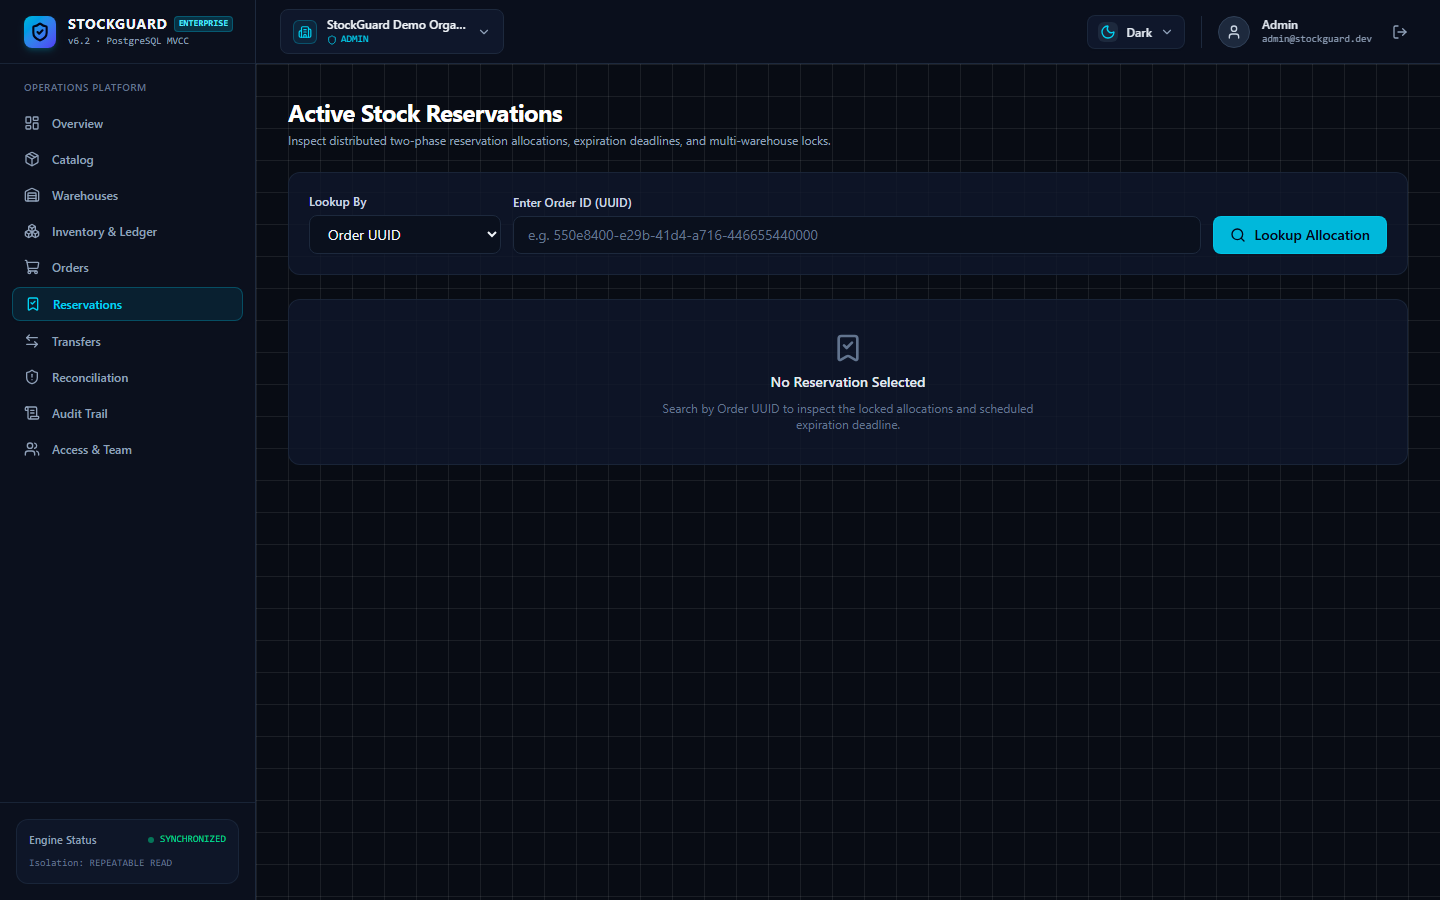 STOCKGUARD ENTERPRISE
v6.2 · PostgreSQL MVCC
StockGuard Demo Orga...
ADMIN
Dark
Admin
admin@stockguard.dev
OPERATIONS PLATFORM
Overview
Catalog
Warehouses
Inventory & Ledger
Orders
Reservations
Transfers
Reconciliation
Audit Trail
Access & Team
Engine Status
SYNCHRONIZED
Isolation: REPEATABLE READ
Active Stock Reservations
Inspect distributed two-phase reservation allocations, expiration deadlines, and multi-warehouse locks.
Lookup By
Order UUID
Enter Order ID (UUID)
e.g. 550e8400-e29b-41d4-a716-446655440000
Lookup Allocation
No Reservation Selected
Search by Order UUID to inspect the locked allocations and scheduled
expiration deadline.